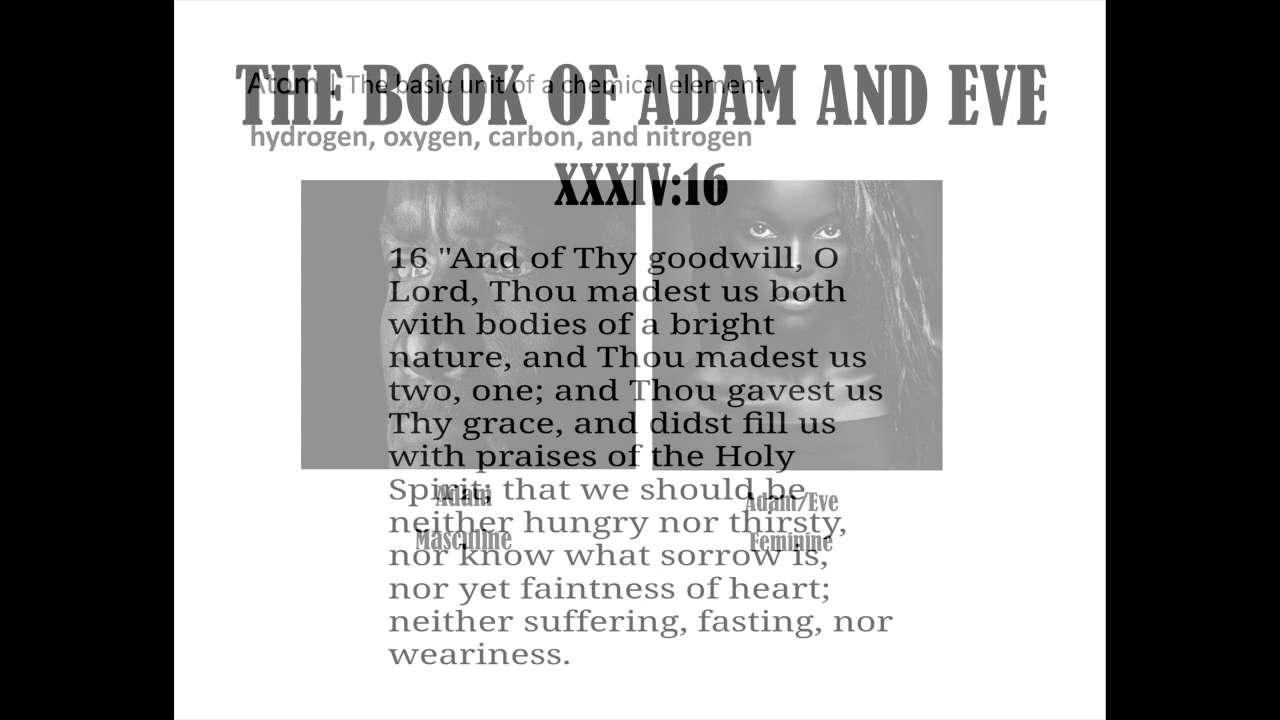 THE BOOK OF ADAM AND EVE
Atom | The basic unit of a chemical element.
hydrogen, oxygen, carbon, and nitrogen
XXXIV:16
16 "And of Thy goodwill, O
Lord, Thou madest us both
with bodies of a bright
nature, and Thou madest us
two, one; and Thou gavest us
Thy grace, and didst fill us
with praises of the Holy
Spirit; that we should be
neither hungry nor thirsty,
nor know what sorrow is,
nor yet faintness of heart;
neither suffering, fasting, nor
weariness.
Adam
Masculine
Adam/Eve
Feminine